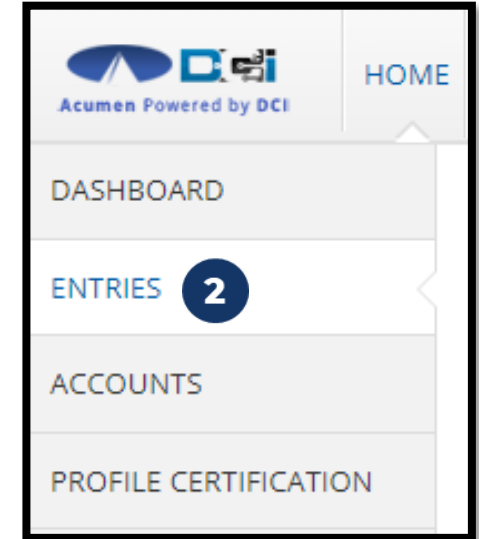 DCI HOME
Acumen Powered by DCI
DASHBOARD
ENTRIES 2
ACCOUNTS
PROFILE CERTIFICATION